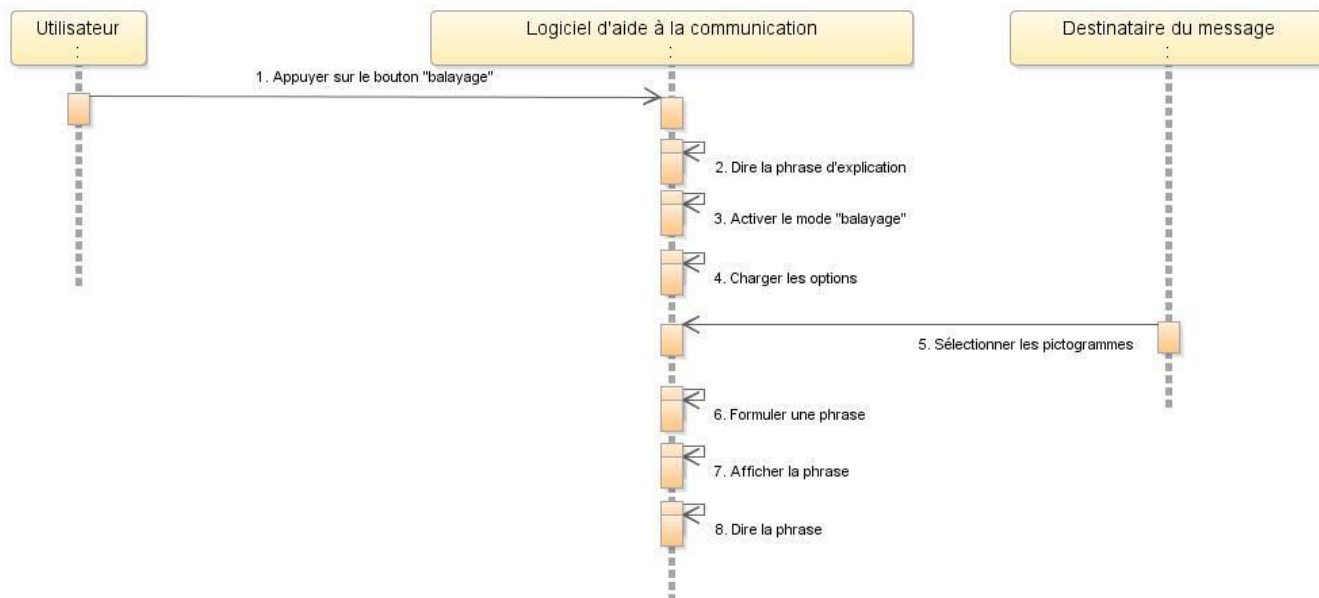 Utilisateur
:
Logiciel d'aide à la communication
:
Destinataire du message
:
1. Appuyer sur le bouton "balayage"
2. Dire la phrase d'explication
3. Activer le mode "balayage"
4. Charger les options
5. Sélectionner les pictogrammes
6. Formuler une phrase
7. Afficher la phrase
8. Dire la phrase